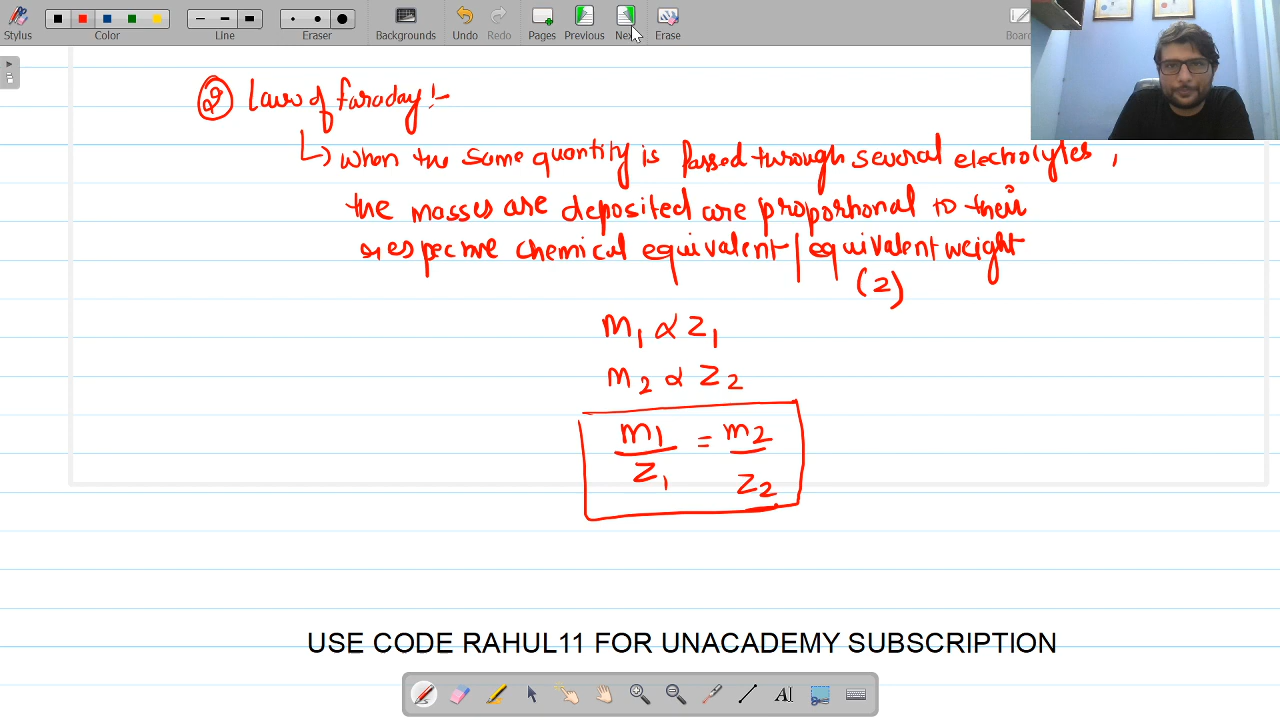 Stylus
Color
Line
Eraser
Backgrounds
Undo
Redo
Pages
Previous
Next
Erase
Board
② Law of faraday :-
↳ when the same quantity is passed through several electrolytes ,
the masses are deposited are proportional to their
respective chemical equivalent | equivalent weight
(z)
m₁ α z₁
m₂ α z₂
m₁/z₁ = m₂/z₂
USE CODE RAHUL11 FOR UNACADEMY SUBSCRIPTION